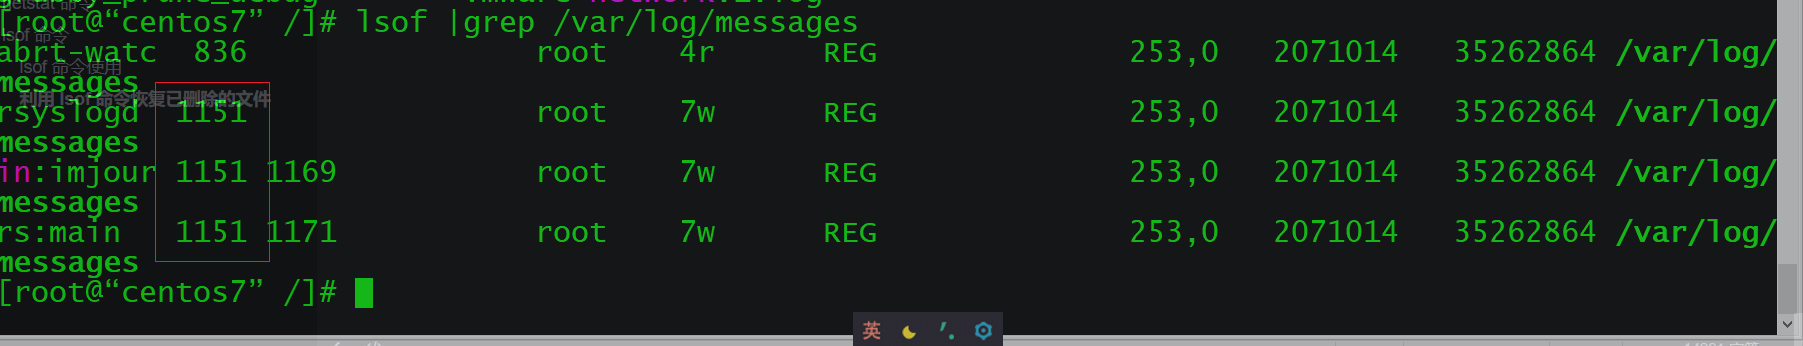 [root@“centos7” /]# lsof |grep /var/log/messages
abrt-watc 836 root 4r REG 253,0 2071014 35262864 /var/log/
messages
rsyslogd 1151 root 7w REG 253,0 2071014 35262864 /var/log/
messages
in:imjour 1151 1169 root 7w REG 253,0 2071014 35262864 /var/log/
messages
rs:main 1151 1171 root 7w REG 253,0 2071014 35262864 /var/log/
messages
[root@“centos7” /]#
lsof 命令
lsof 命令使用
利用 lsof 命令恢复已删除的文件
英